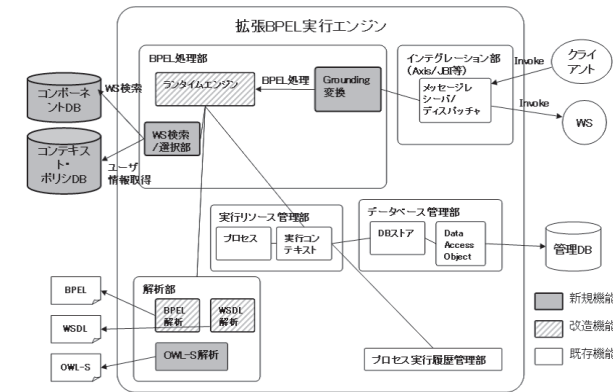 拡張BPEL実行エンジン
BPEL処理部
ランタイムエンジン
BPEL処理
Grounding
変換
インテグレーション部
(Axis/JBI等)
メッセージレ
シーバ/
ディスパッチャ
Invoke
クライ
アント
Invoke
WS
コンポーネ
ントDB
WS検索
WS検索
/選択部
コンテキス
ト・
ポリシDB
ユーザ
情報取得
実行リソース管理部
プロセス
実行コン
テキスト
データベース管理部
DBストア
Data
Access
Object
管理DB
解析部
BPEL
解析
WSDL
解析
OWL-S解析
BPEL
WSDL
OWL-S
プロセス実行履歴管理部
新規機能
改造機能
既存機能